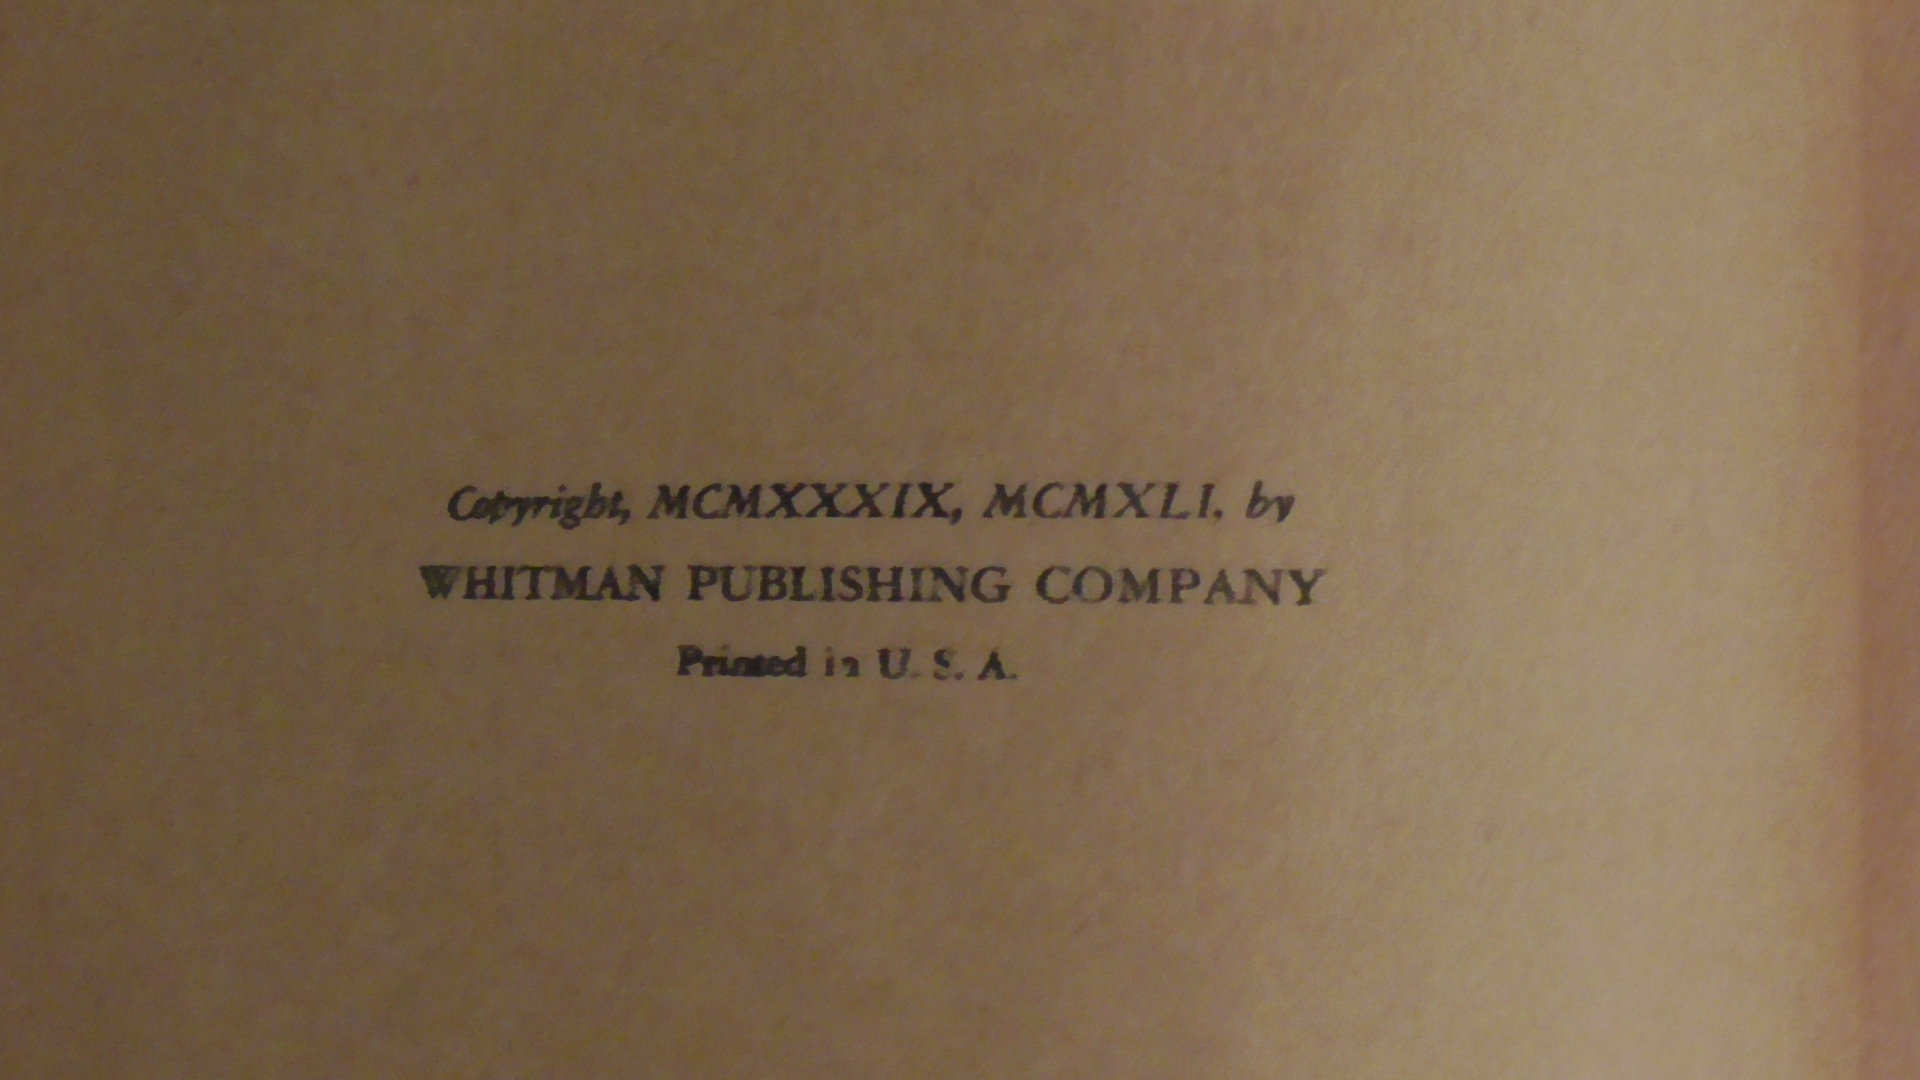 Copyright, MCMXXXIX, MCMXLI, by
WHITMAN PUBLISHING COMPANY
Printed in U. S. A.